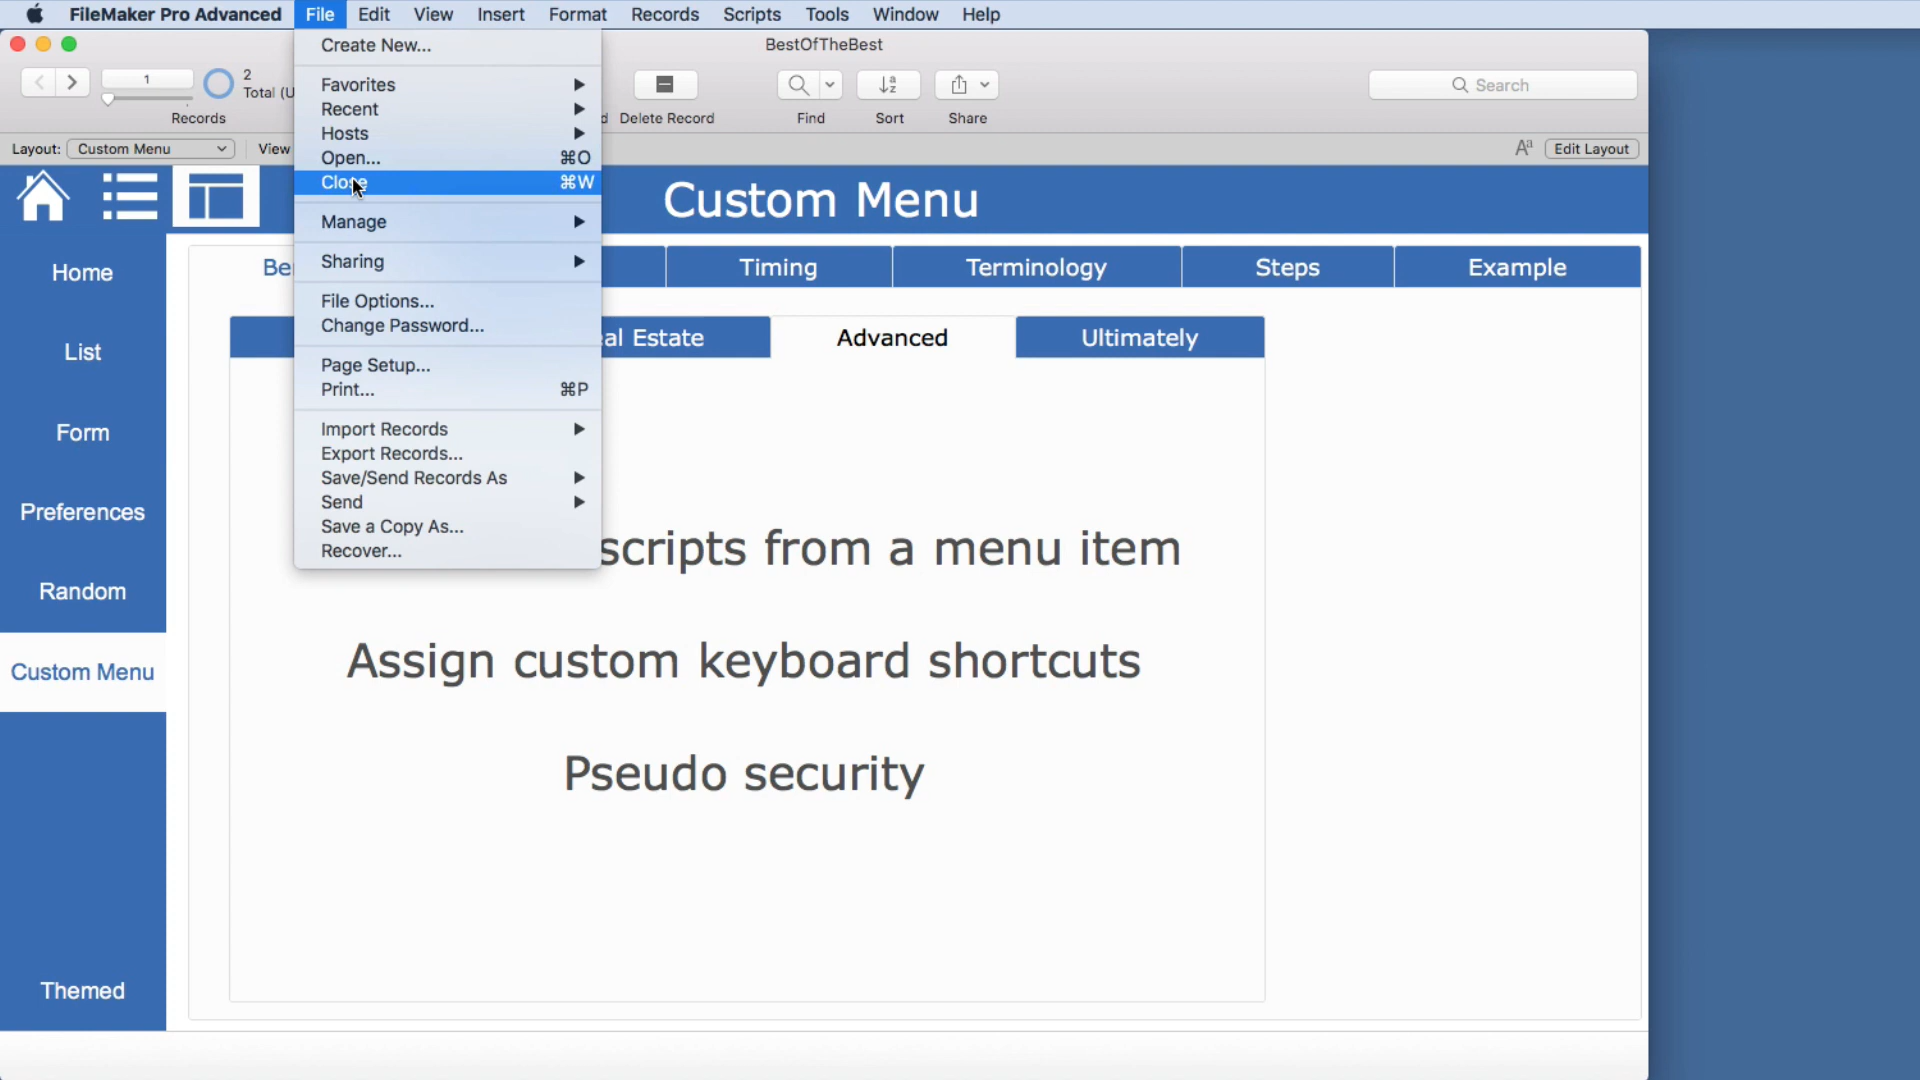 FileMaker Pro Advanced File Edit View Insert Format Records Scripts Tools Window Help
BestOfTheBest
Create New...
1
2
Total (U
Records
Favorites
Recent
Hosts
Open... ⌘O
Close ⌘W
Manage
Sharing
File Options...
Change Password...
Page Setup...
Print... ⌘P
Import Records
Export Records...
Save/Send Records As
Send
Save a Copy As...
Recover...
d Delete Record
Find
Sort
Share
Search
Layout: Custom Menu
View
Aa
Edit Layout
Custom Menu
Home
List
Form
Preferences
Random
Custom Menu
Themed
Be
Timing
Terminology
Steps
Example
al Estate
Advanced
Ultimately
scripts from a menu item
Assign custom keyboard shortcuts
Pseudo security